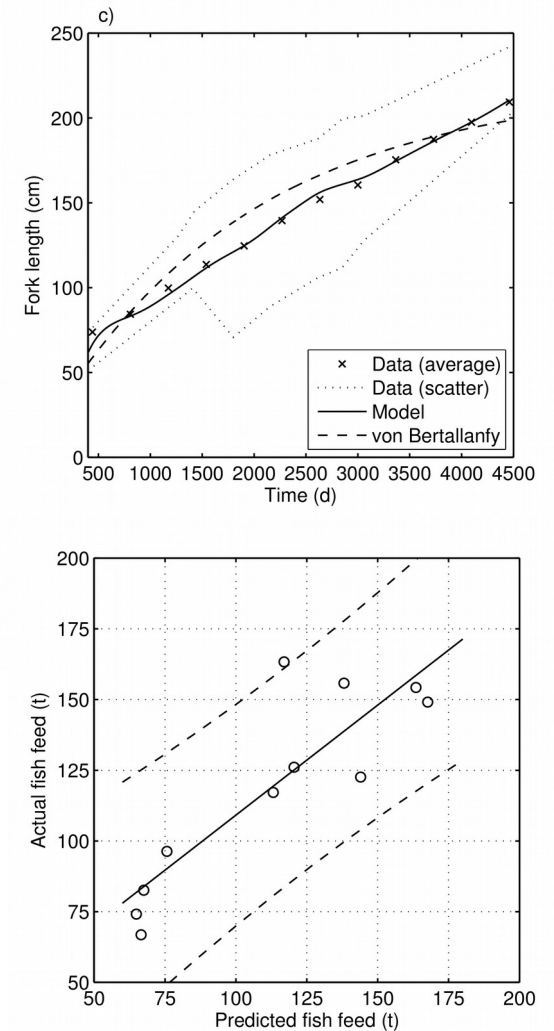 c)
250
200
150
100
50
0
Fork length (cm)
Data (average)
Data (scatter)
Model
von Bertallanfy
500 1000 1500 2000 2500 3000 3500 4000 4500
Time (d)
200
175
150
125
100
75
50
Actual fish feed (t)
50 75 100 125 150 175 200
Predicted fish feed (t)